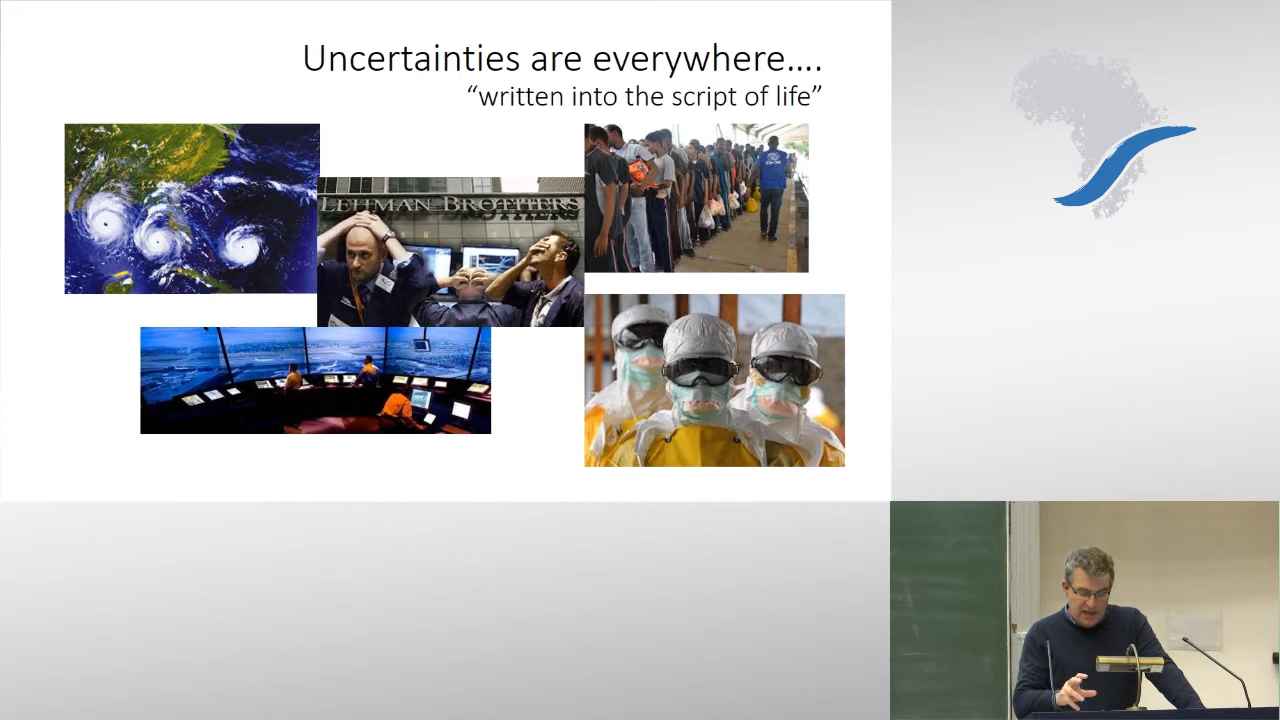 Uncertainties are everywhere....
“written into the script of life”
LEHMAN BROTHERS